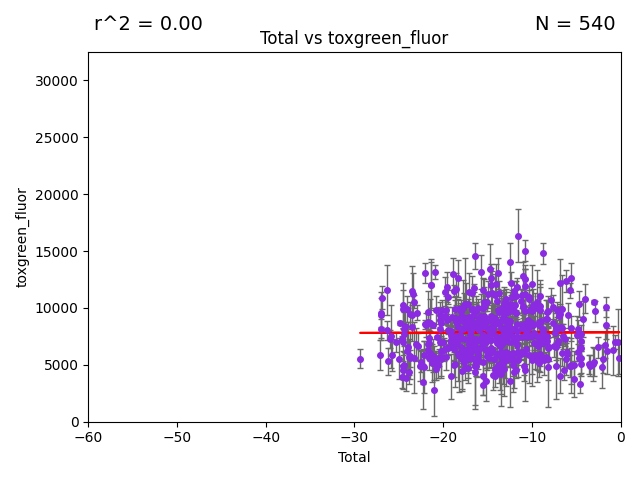 r^2 = 0.00
N = 540
Total vs toxgreen_fluor
30000
25000
20000
15000
10000
5000
0
toxgreen_fluor
−60
−50
−40
−30
−20
−10
0
Total